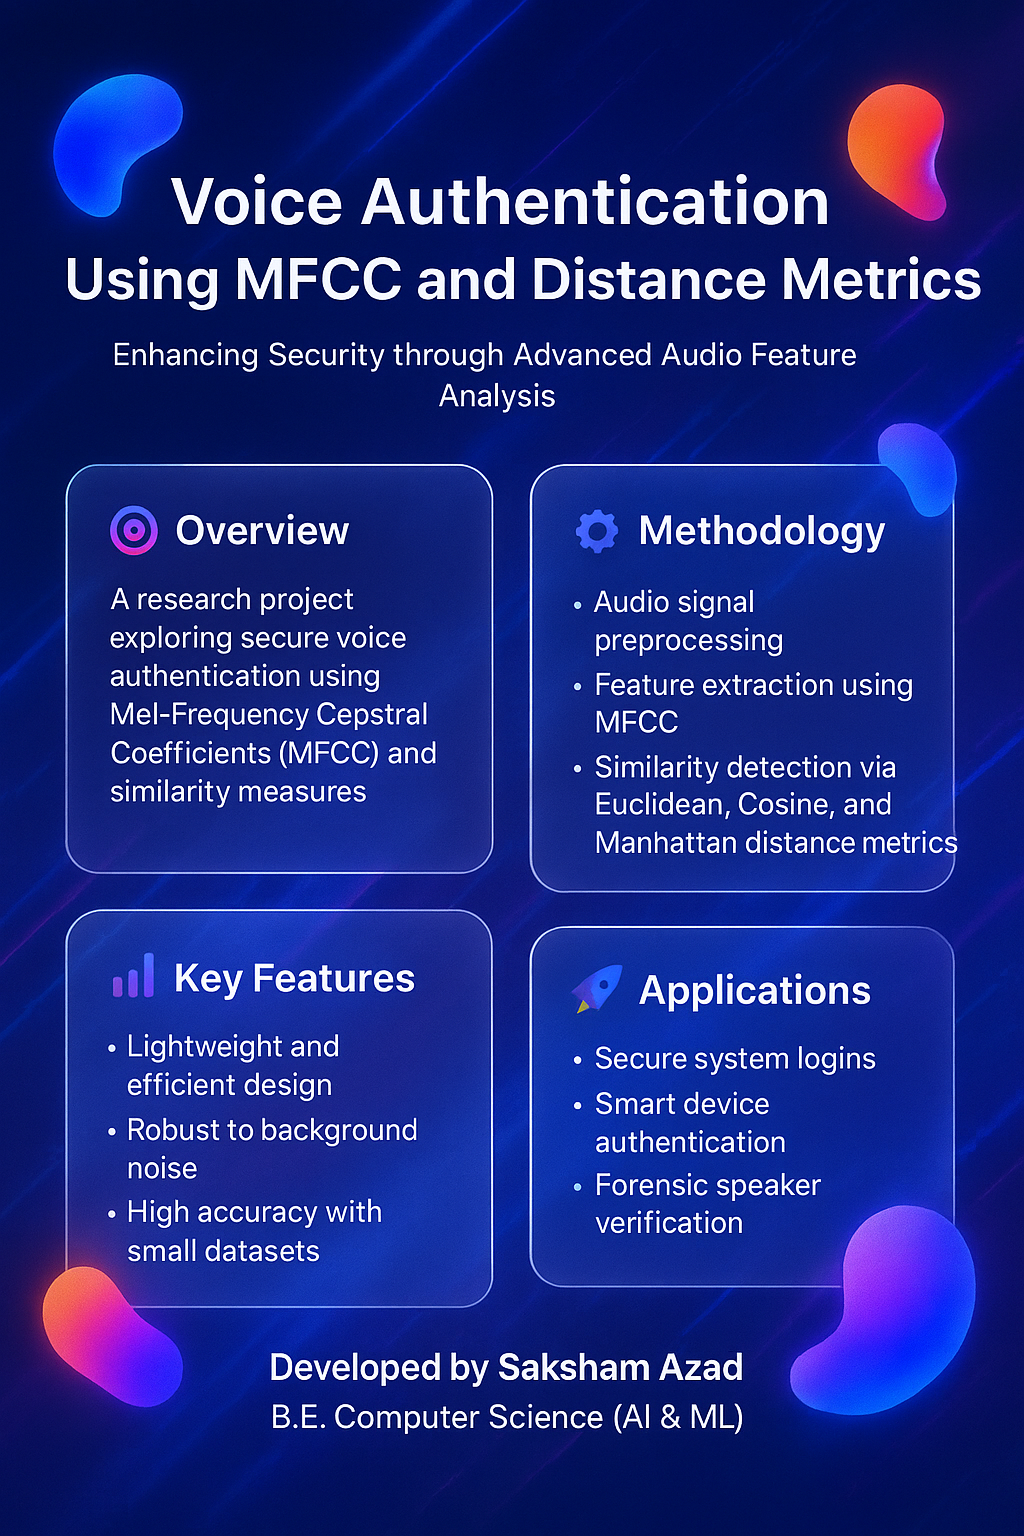 Voice Authentication
Using MFCC and Distance Metrics
Enhancing Security through Advanced Audio Feature
Analysis
Overview
A research project
exploring secure voice
authentication using
Mel-Frequency Cepstral
Coefficients (MFCC) and
similarity measures
Methodology
• Audio signal
preprocessing
• Feature extraction using
MFCC
• Similarity detection via
Euclidean, Cosine, and
Manhattan distance metrics
Key Features
• Lightweight and
efficient design
• Robust to background
noise
• High accuracy with
small datasets
Applications
• Secure system logins
• Smart device
authentication
• Forensic speaker
verification
Developed by Saksham Azad
B.E. Computer Science (AI & ML)